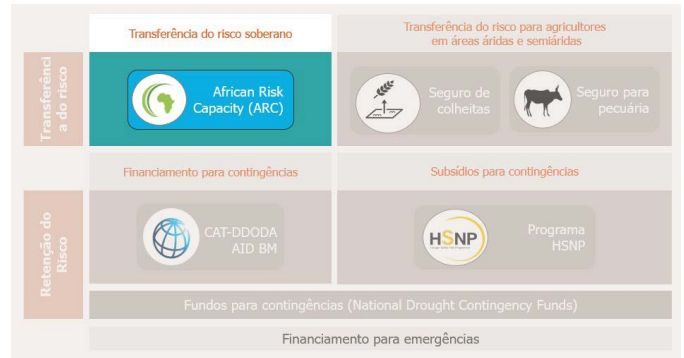 Transferência do risco soberano
Transferência do risco para agricultores
em áreas áridas e semiáridas
Transferênci
a do risco
African Risk
Capacity (ARC)
Seguro de
colheitas
Seguro para
pecuária
Financiamento para contingências
Subsídios para contingências
Retenção do
Risco
CAT-DDODA
AID BM
HSNP
Programa
HSNP
Fundos para contingências (National Drought Contingency Funds)
Financiamento para emergências